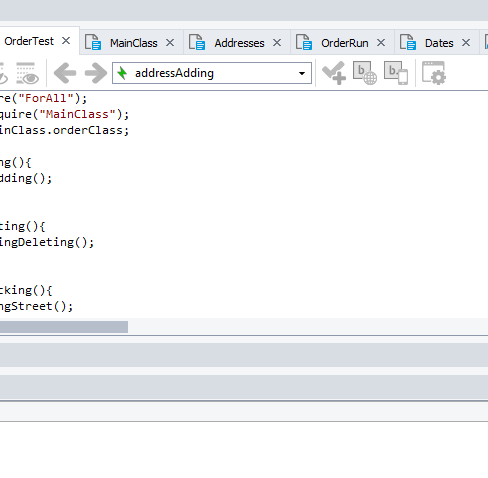 OrderTest MainClass Addresses OrderRun Dates
addressAdding
re("ForAll");
quire("MainClass");
inClass.orderClass;
ng(){
dding();
ting(){
ingDeleting();
cking(){
ngStreet();